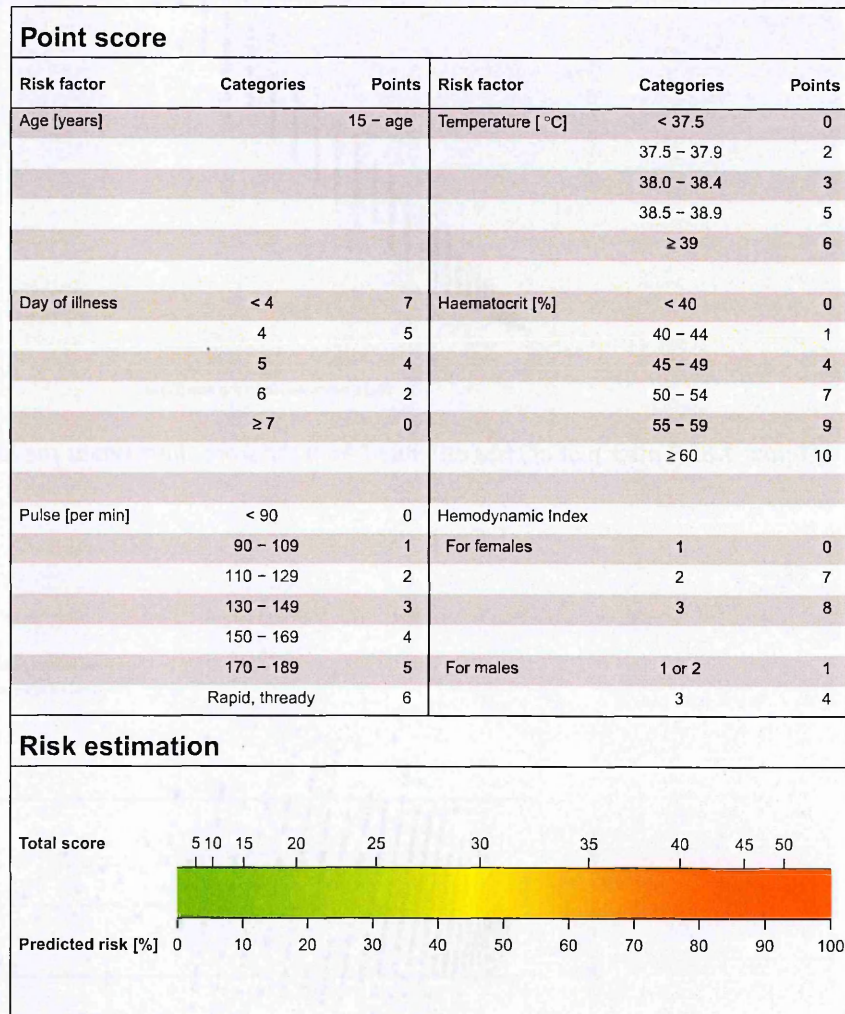 Point score
Risk factor Categories Points Risk factor Categories Points
Age [years] 15 – age Temperature [ °C] < 37.5 0
37.5 – 37.9 2
38.0 – 38.4 3
38.5 – 38.9 5
≥ 39 6
Day of illness < 4 7 Haematocrit [%] < 40 0
4 5 40 – 44 1
5 4 45 – 49 4
6 2 50 – 54 7
≥ 7 0 55 – 59 9
≥ 60 10
Pulse [per min] < 90 0 Hemodynamic Index
90 – 109 1 For females 1 0
110 – 129 2 2 7
130 – 149 3 3 8
150 – 169 4
170 – 189 5 For males 1 or 2 1
Rapid, thready 6 3 4
Risk estimation
Total score 5 10 15 20 25 30 35 40 45 50
Predicted risk [%] 0 10 20 30 40 50 60 70 80 90 100